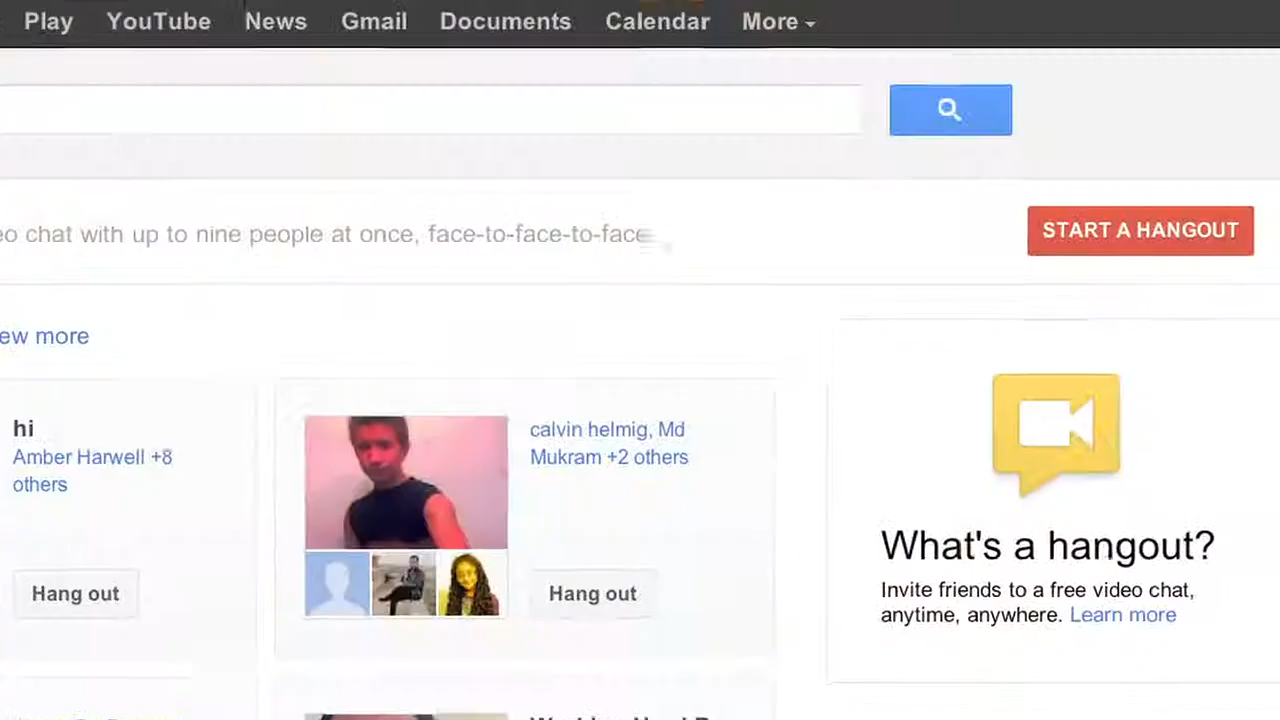 Play YouTube News Gmail Documents Calendar More
chat with up to nine people at once, face-to-face-to-face
START A HANGOUT
more
hi
Amber Harwell +8
others
Hang out
calvin helmig, Md
Mukram +2 others
Hang out
What's a hangout?
Invite friends to a free video chat,
anytime, anywhere. Learn more